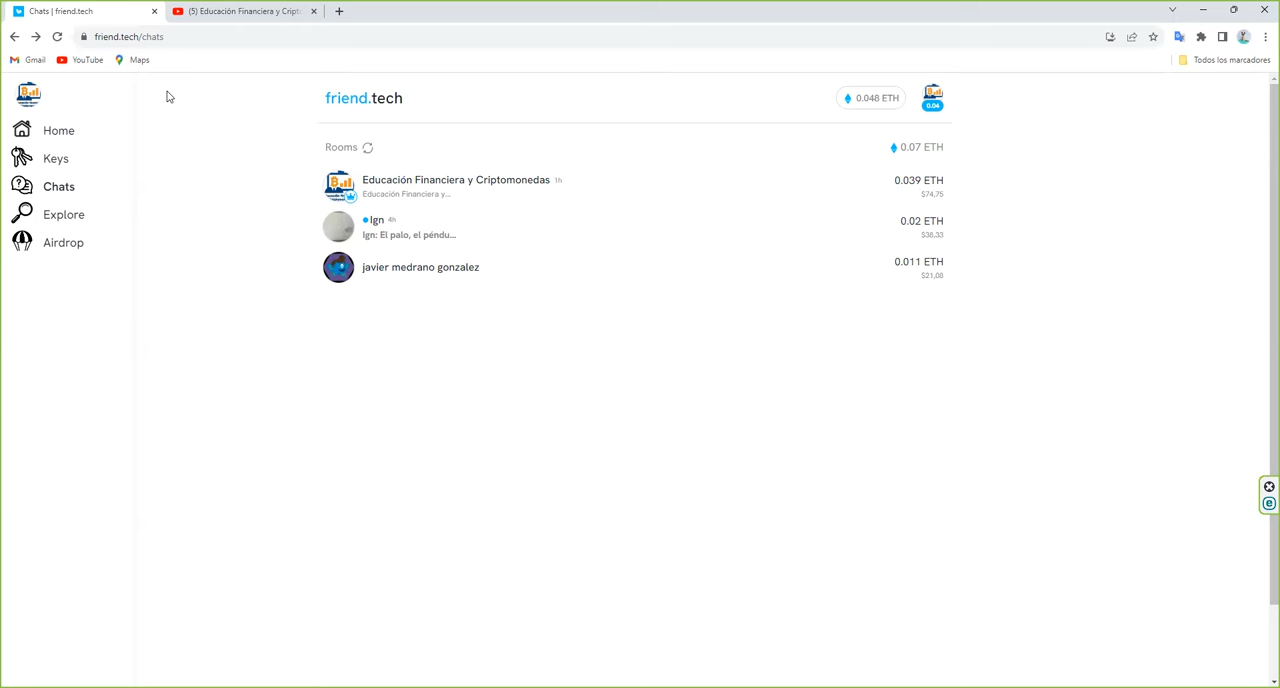 Chats | friend.tech
(5) Educación Financiera y Cripto
friend.tech/chats
Gmail YouTube Maps Todos los marcadores
friend.tech
0.048 ETH
0.04
Home
Keys
Chats
Explore
Airdrop
Rooms 0.07 ETH
Educación Financiera y Criptomonedas 1h 0.039 ETH
Educación Financiera y... $74,75
Ign 4h 0.02 ETH
Ign: El palo, el péndu... $38,33
javier medrano gonzalez 0.011 ETH
$21,08